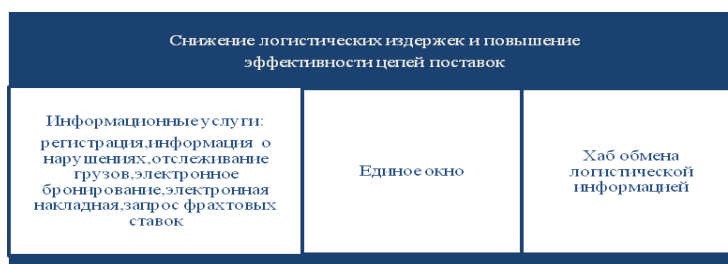 Снижение логистических издержек и повышение
эффективности цепей поставок
Информационные услуги:
регистрация,информация о
нарушениях,отслеживание
грузов,электронное
бронирование,электронная
накладная,запрос фрахтовых
ставок
Единое окно
Хаб обмена
логистической
информацией